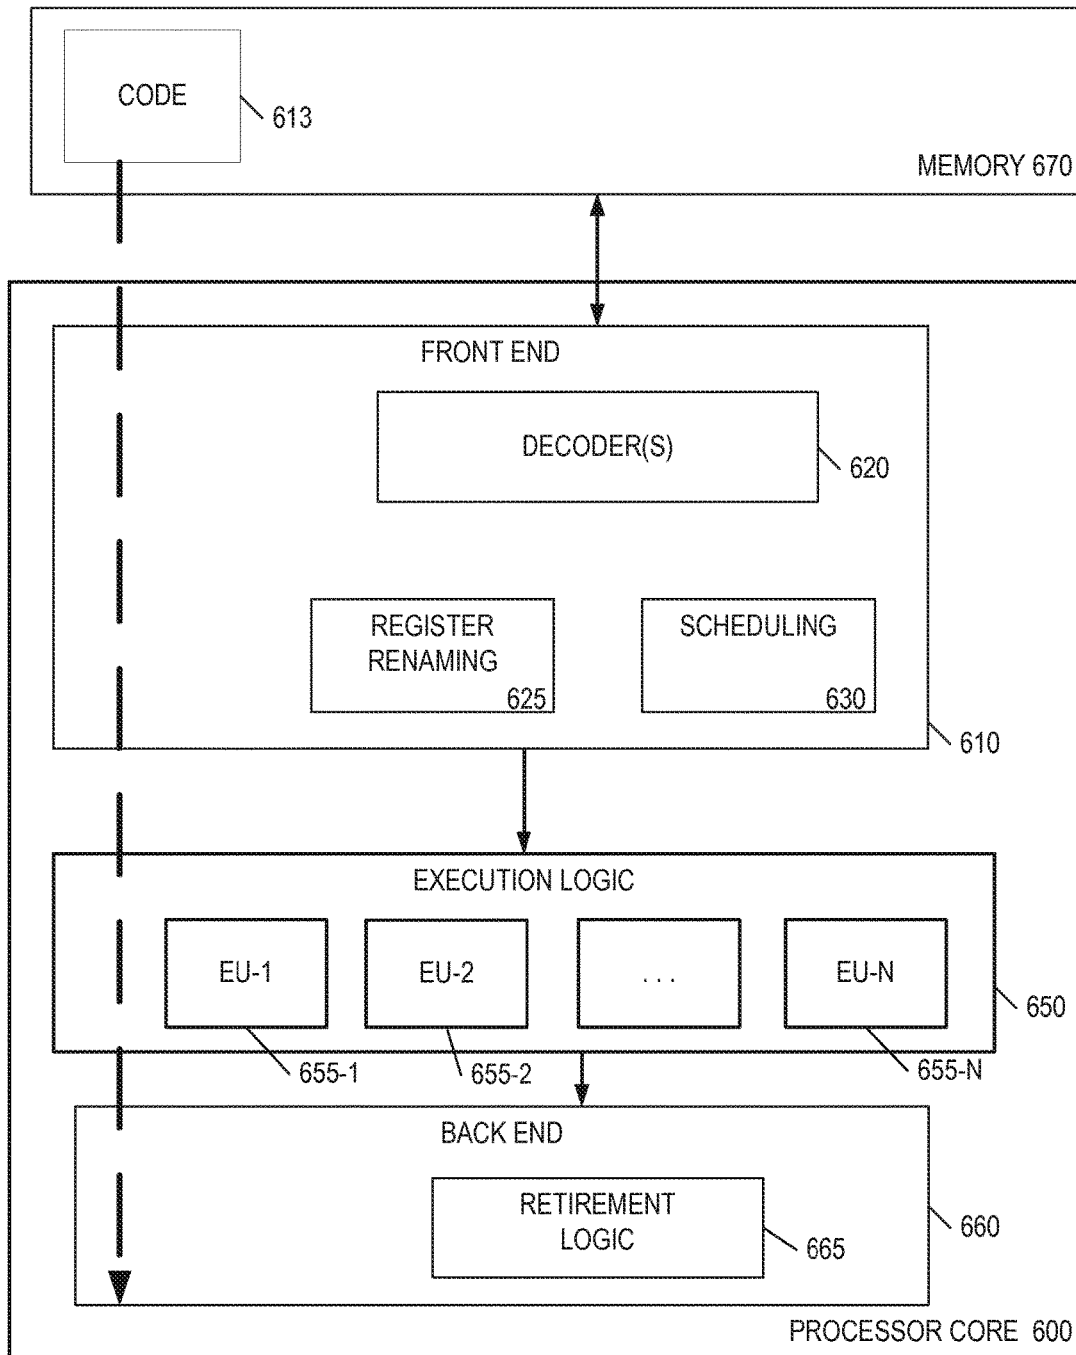 CODE
613
MEMORY 670
FRONT END
DECODER(S)
620
REGISTER
RENAMING
625
SCHEDULING
630
610
EXECUTION LOGIC
EU-1
EU-2
. . .
EU-N
650
655-1
655-2
655-N
BACK END
RETIREMENT
LOGIC
665
660
PROCESSOR CORE 600